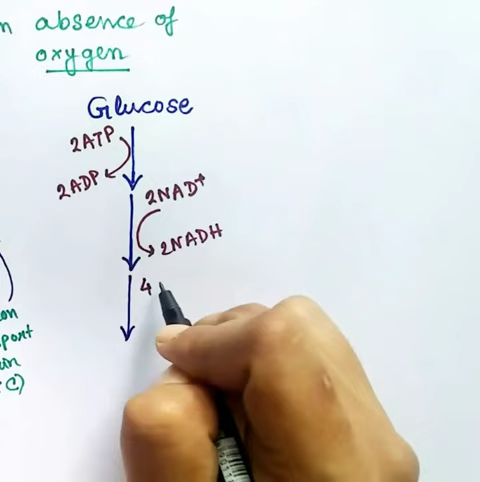 absence of
oxygen
Glucose
2ATP
2ADP
2NAD+
2NADH
4